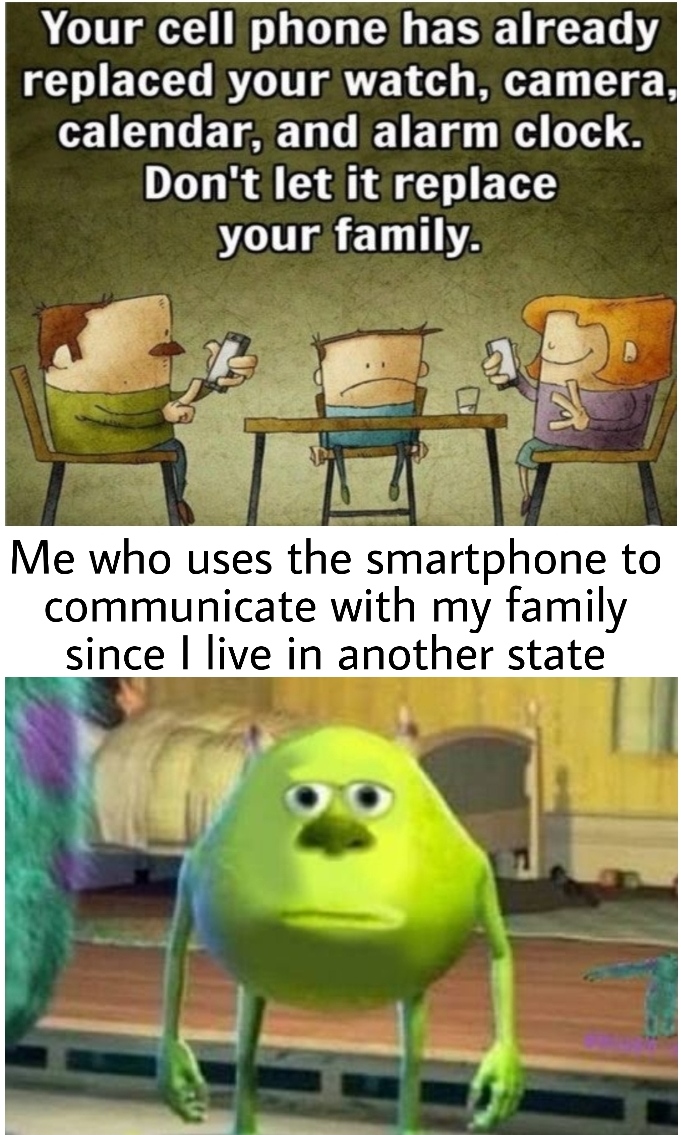 Your cell phone has already
replaced your watch, camera,
calendar, and alarm clock.
Don't let it replace
your family.
Me who uses the smartphone to
communicate with my family
since I live in another state